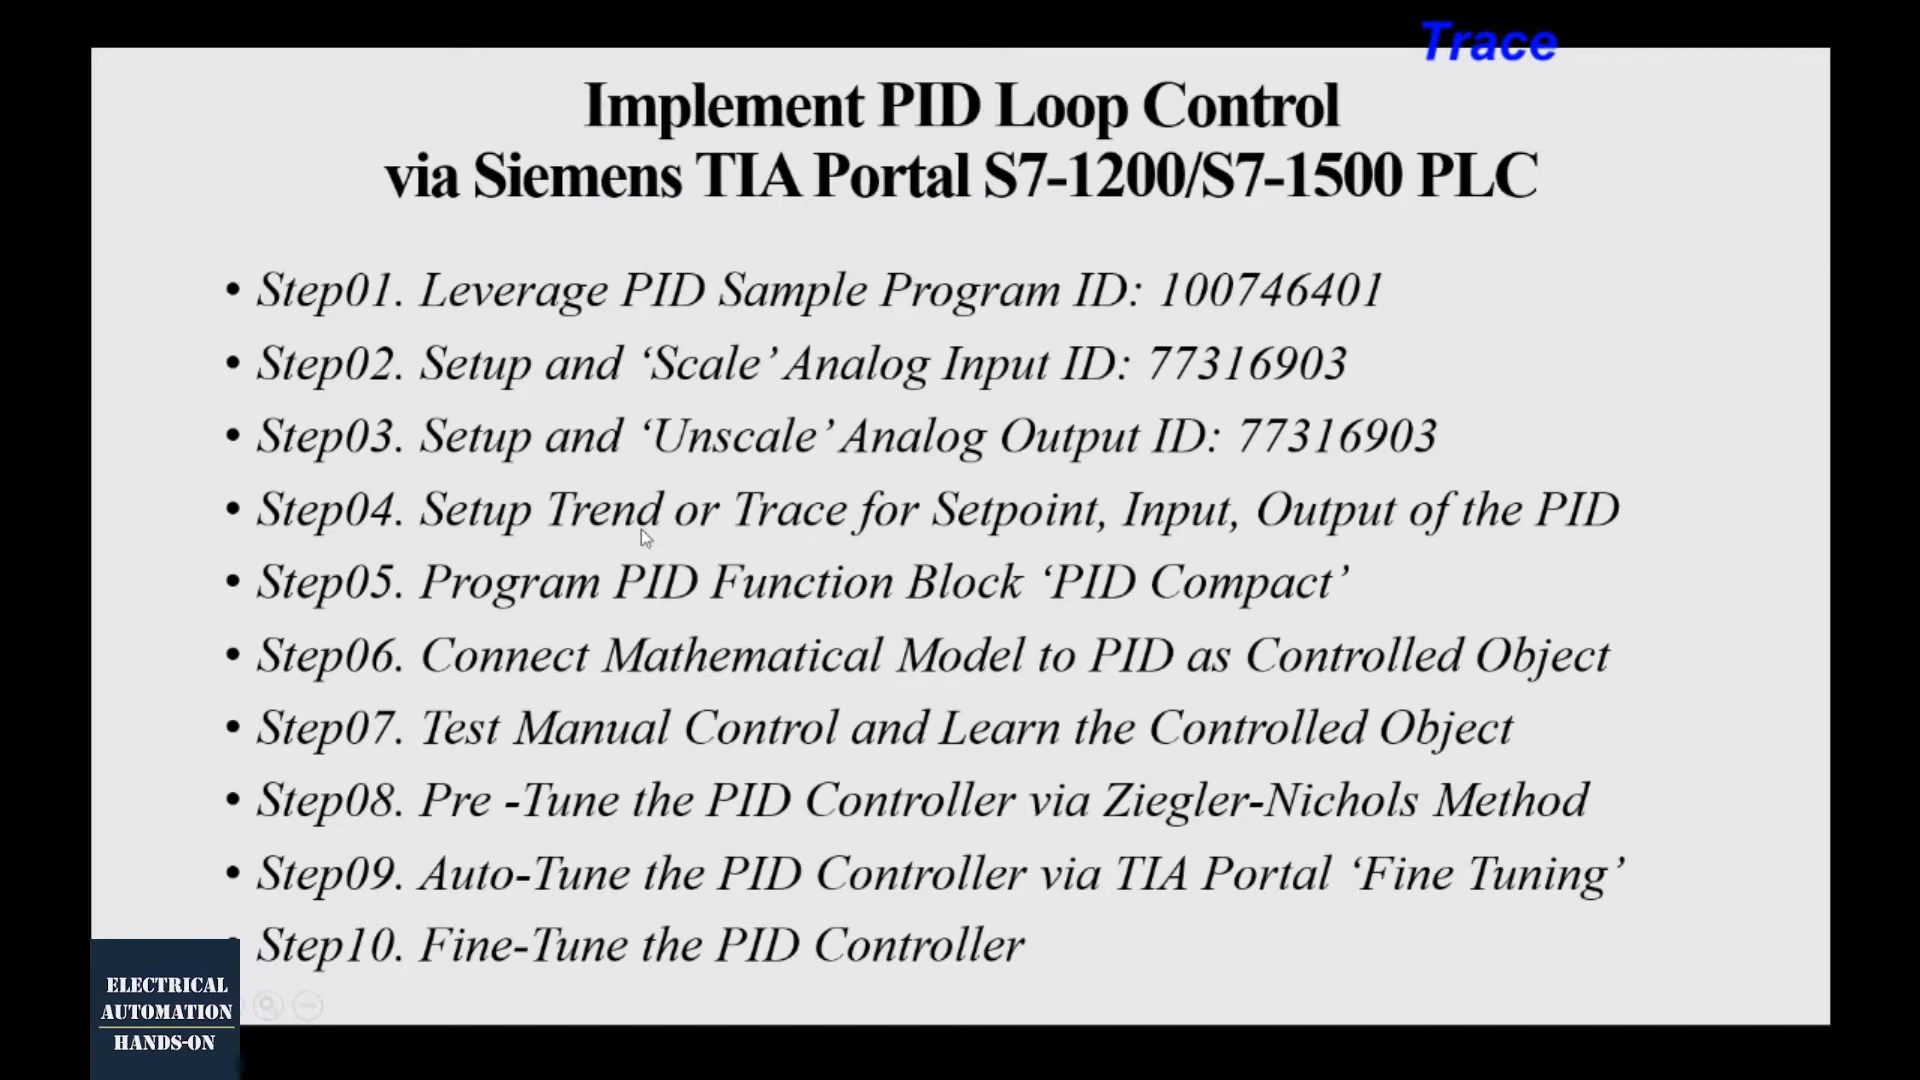 Trace
Implement PID Loop Control
via Siemens TIA Portal S7-1200/S7-1500 PLC
• Step01. Leverage PID Sample Program ID: 100746401
• Step02. Setup and ‘Scale’ Analog Input ID: 77316903
• Step03. Setup and ‘Unscale’ Analog Output ID: 77316903
• Step04. Setup Trend or Trace for Setpoint, Input, Output of the PID
• Step05. Program PID Function Block ‘PID Compact’
• Step06. Connect Mathematical Model to PID as Controlled Object
• Step07. Test Manual Control and Learn the Controlled Object
• Step08. Pre -Tune the PID Controller via Ziegler-Nichols Method
• Step09. Auto-Tune the PID Controller via TIA Portal ‘Fine Tuning’
• Step10. Fine-Tune the PID Controller
ELECTRICAL
AUTOMATION
HANDS-ON